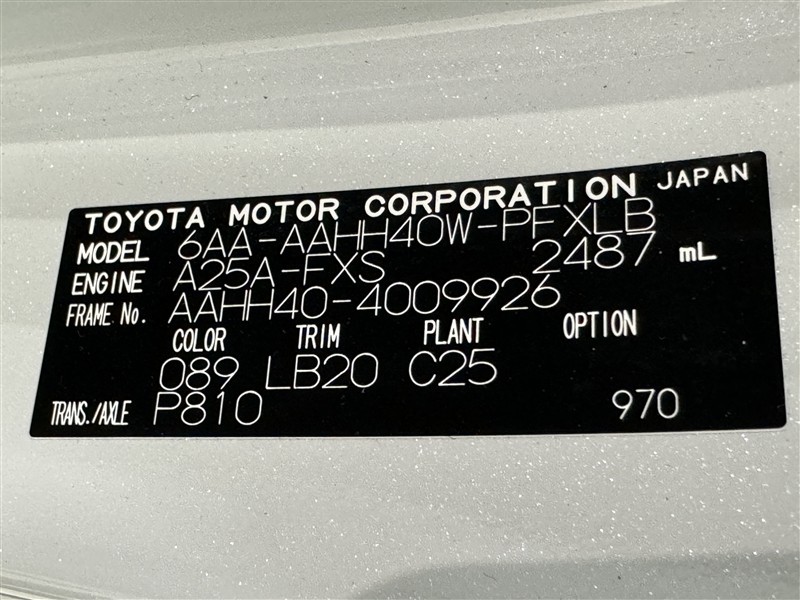 TOYOTA MOTOR CORPORATION JAPAN
MODEL 6AA-AAHH40W-PFXLB
ENGINE A25A-FXS 2487 mL
FRAME No. AAHH40-4009926
COLOR TRIM PLANT OPTION
089 LB20 C25
TRANS./AXLE P810 970